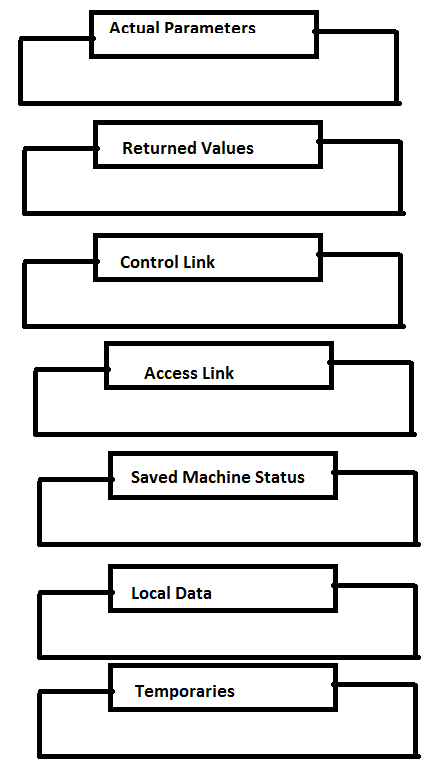 Actual Parameters
Returned Values
Control Link
Access Link
Saved Machine Status
Local Data
Temporaries